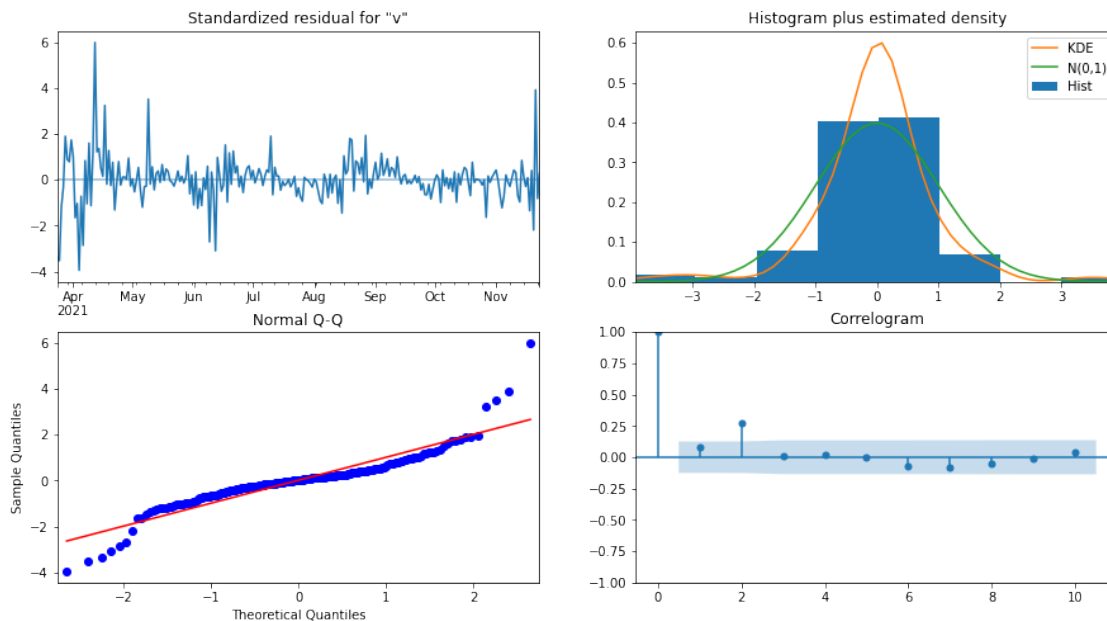 Standardized residual for "v"
6
4
2
0
−2
−4
Apr
2021
May
Jun
Jul
Aug
Sep
Oct
Nov
Histogram plus estimated density
0.6
0.5
0.4
0.3
0.2
0.1
0.0
KDE
N(0,1)
Hist
−3
−2
−1
0
1
2
3
Normal Q-Q
Sample Quantiles
6
4
2
0
−2
−4
−2
−1
0
1
2
Theoretical Quantiles
Correlogram
1.00
0.75
0.50
0.25
0.00
−0.25
−0.50
−0.75
−1.00
0
2
4
6
8
10